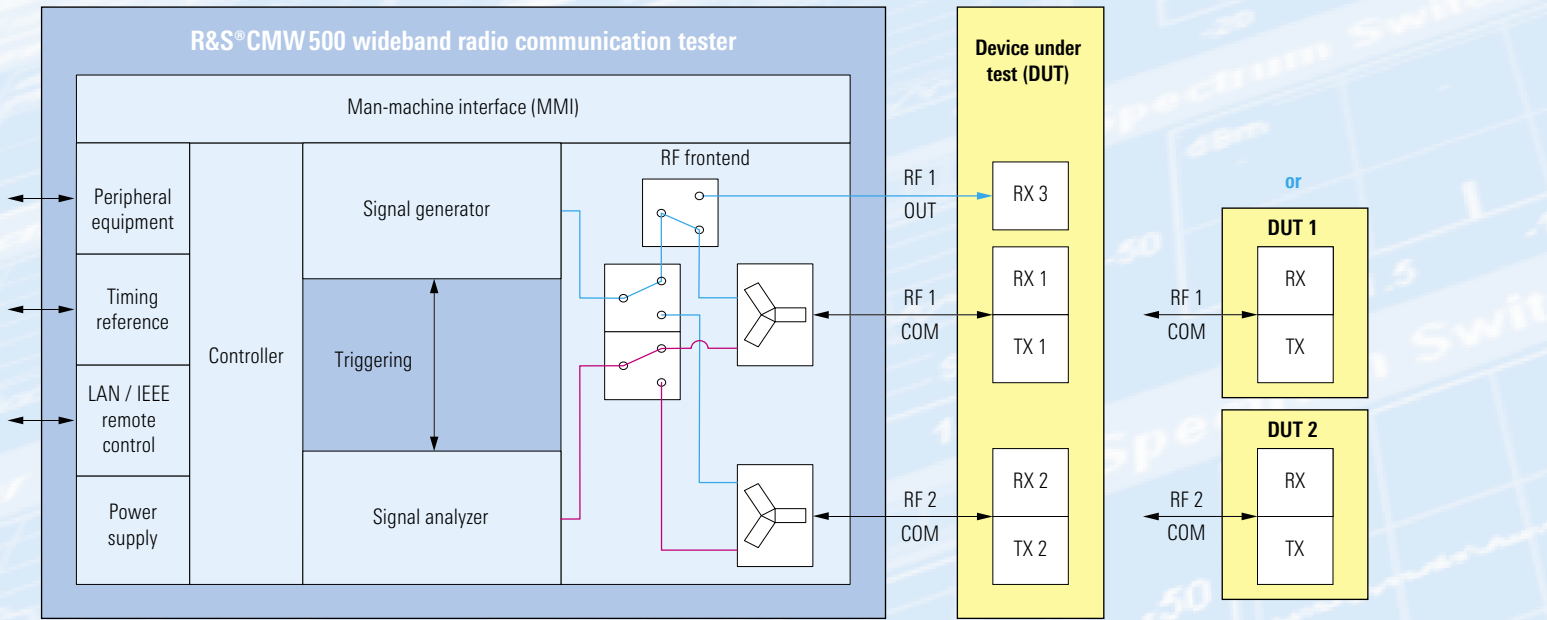 R&S®CMW 500 wideband radio communication tester
Man-machine interface (MMI)
Peripheral
equipment
Timing
reference
LAN / IEEE
remote
control
Power
supply
Controller
Signal generator
Triggering
Signal analyzer
RF frontend
RF 1
OUT
RF 1
COM
RF 2
COM
Device under
test (DUT)
RX 3
RX 1
TX 1
RX 2
TX 2
or
RF 1
COM
DUT 1
RX
TX
RF 2
COM
DUT 2
RX
TX